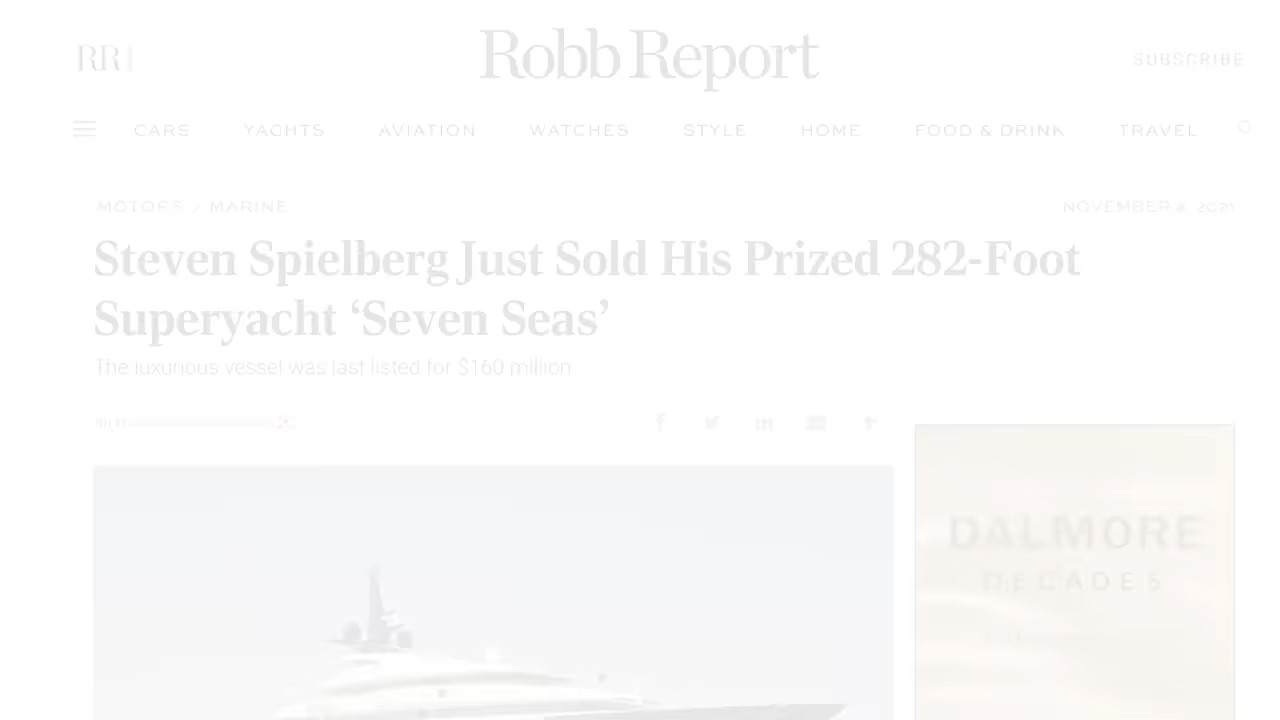 RR
Robb Report
SUBSCRIBE
CARS YACHTS AVIATION WATCHES STYLE HOME FOOD & DRINK TRAVEL
MOTORS / MARINE
NOVEMBER 8, 2021
Steven Spielberg Just Sold His Prized 282-Foot
Superyacht ‘Seven Seas’
The luxurious vessel was last listed for $160 million
DALMORE
DECADES